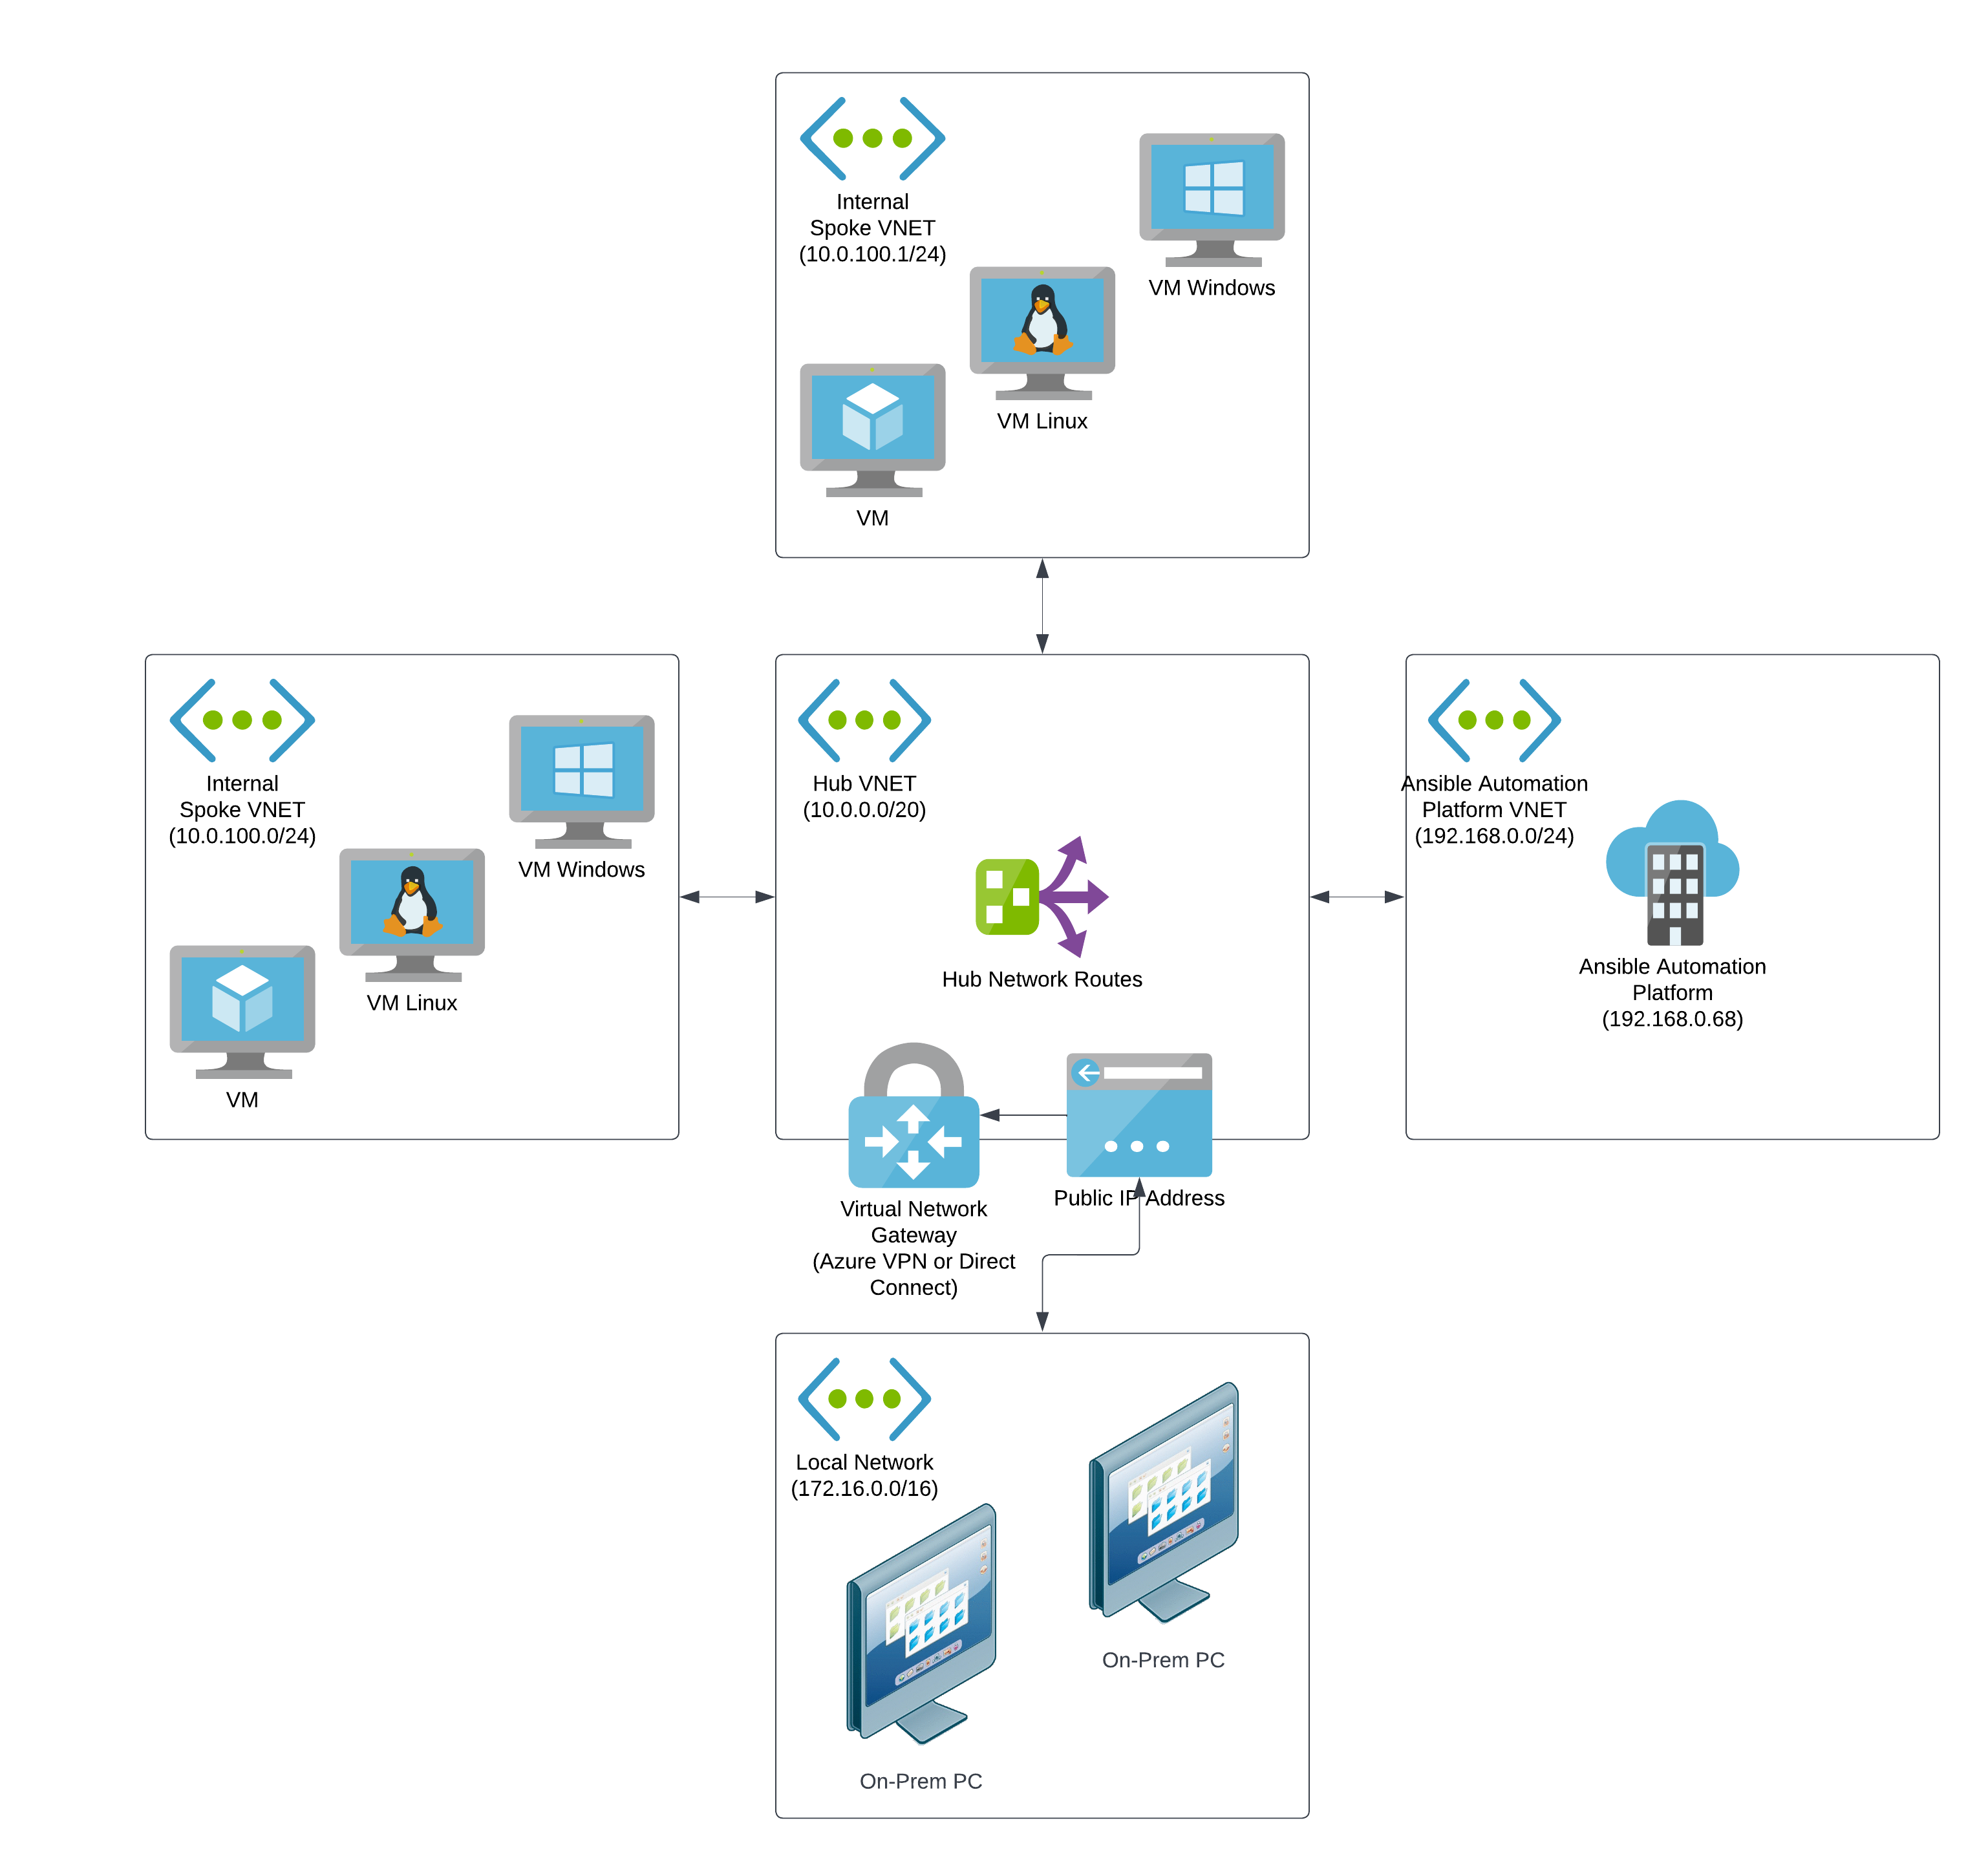 Internal
Spoke VNET
(10.0.100.1/24)
VM Windows
VM Linux
VM
Internal
Spoke VNET
(10.0.100.0/24)
VM Windows
VM Linux
VM
Hub VNET
(10.0.0.0/20)
Hub Network Routes
Virtual Network
Gateway
(Azure VPN or Direct
Connect)
Public IP Address
Ansible Automation
Platform VNET
(192.168.0.0/24)
Ansible Automation
Platform
(192.168.0.68)
Local Network
(172.16.0.0/16)
On-Prem PC
On-Prem PC